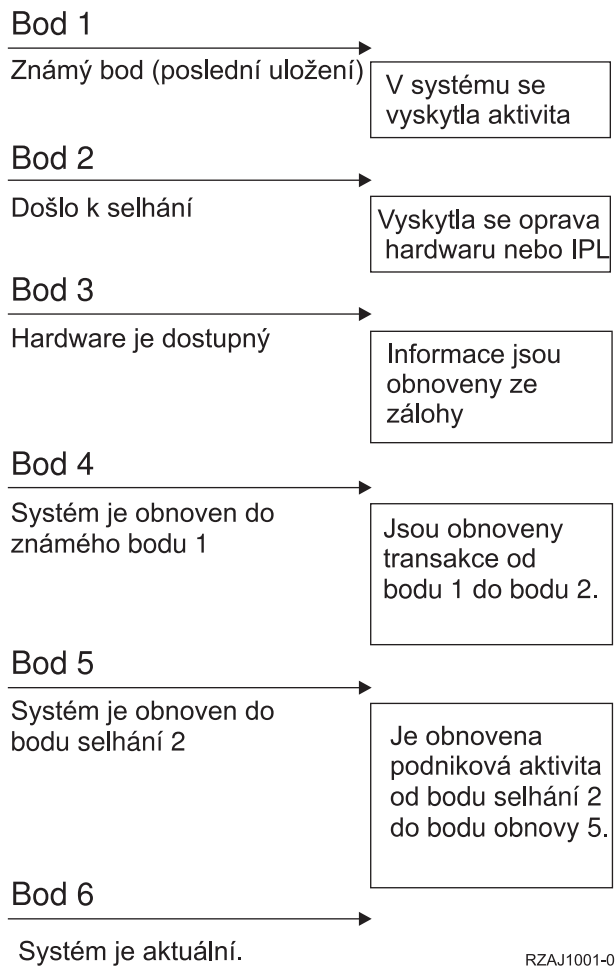 Bod 1
Známý bod (poslední uložení)
V systému se
vyskytla aktivita
Bod 2
Došlo k selhání
Vyskytla se oprava
hardwaru nebo IPL
Bod 3
Hardware je dostupný
Informace jsou
obnoveny ze
zálohy
Bod 4
Systém je obnoven do
známého bodu 1
Jsou obnoveny
transakce od
bodu 1 do bodu 2.
Bod 5
Systém je obnoven do
bodu selhání 2
Je obnovena
podniková aktivita
od bodu selhání 2
do bodu obnovy 5.
Bod 6
Systém je aktuální.
RZAJ1001-0